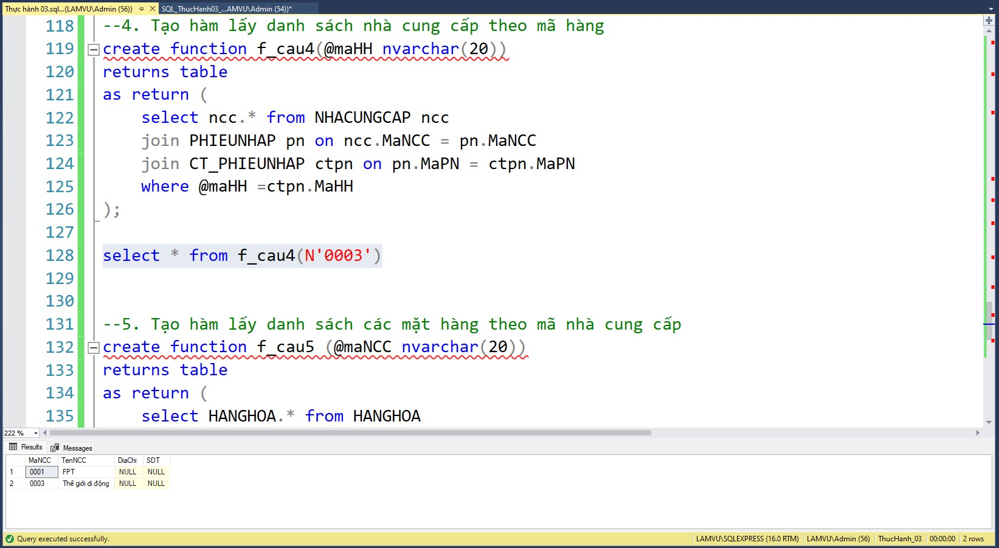 Thực hành 03.sql...(LAMVU\Admin (56)) SQL_ThucHanh03_...AMVU\Admin (54))*
118 --4. Tạo hàm lấy danh sách nhà cung cấp theo mã hàng
119 create function f_cau4(@maHH nvarchar(20))
120 returns table
121 as return (
122 select ncc.* from NHACUNGCAP ncc
123 join PHIEUNHAP pn on ncc.MaNCC = pn.MaNCC
124 join CT_PHIEUNHAP ctpn on pn.MaPN = ctpn.MaPN
125 where @maHH =ctpn.MaHH
126 );
127
128 select * from f_cau4(N'0003')
129
130
131 --5. Tạo hàm lấy danh sách các mặt hàng theo mã nhà cung cấp
132 create function f_cau5 (@maNCC nvarchar(20))
133 returns table
134 as return (
135 select HANGHOA.* from HANGHOA
222 %
Results Messages
MaNCC TenNCC DiaChi SDT
1 0001 FPT NULL NULL
2 0003 Thế giới di động NULL NULL
Query executed successfully. LAMVU\SQLEXPRESS (16.0 RTM) LAMVU\Admin (56) ThucHanh_03 00:00:00 2 rows